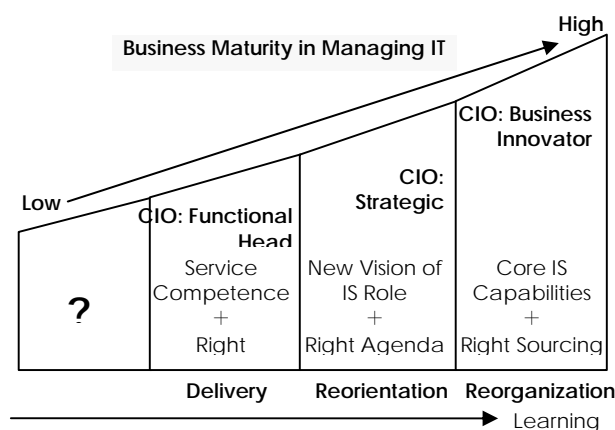 High
Business Maturity in Managing IT
CIO: Business
Innovator
CIO:
Strategic
Low
CIO: Functional
Head
Service
Competence
+
Right
New Vision of
IS Role
+
Right Agenda
Core IS
Capabilities
+
Right Sourcing
?
Delivery
Reorientation
Reorganization
Learning